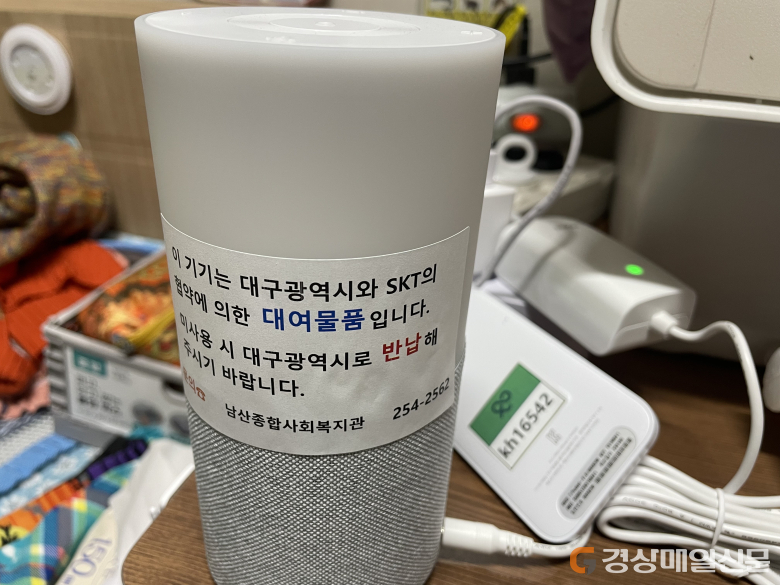 이 기기는 대구광역시와 SKT의
협약에 의한 대여물품입니다.
미사용 시 대구광역시로 반납해
주시기 바랍니다.
남산종합사회복지관 254-2562
kh16542
150
경상매일신문